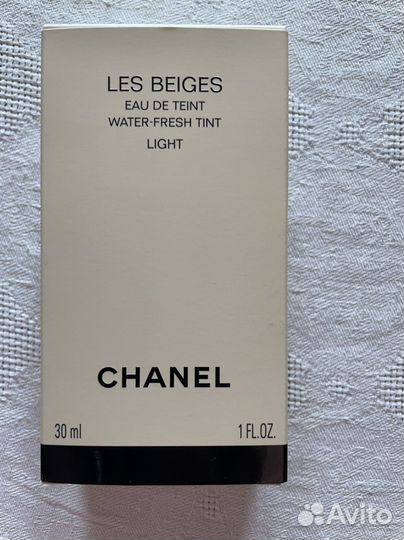 LES BEIGES
EAU DE TEINT
WATER-FRESH TINT
LIGHT
CHANEL
30 ml 1 FL.OZ.
Avito